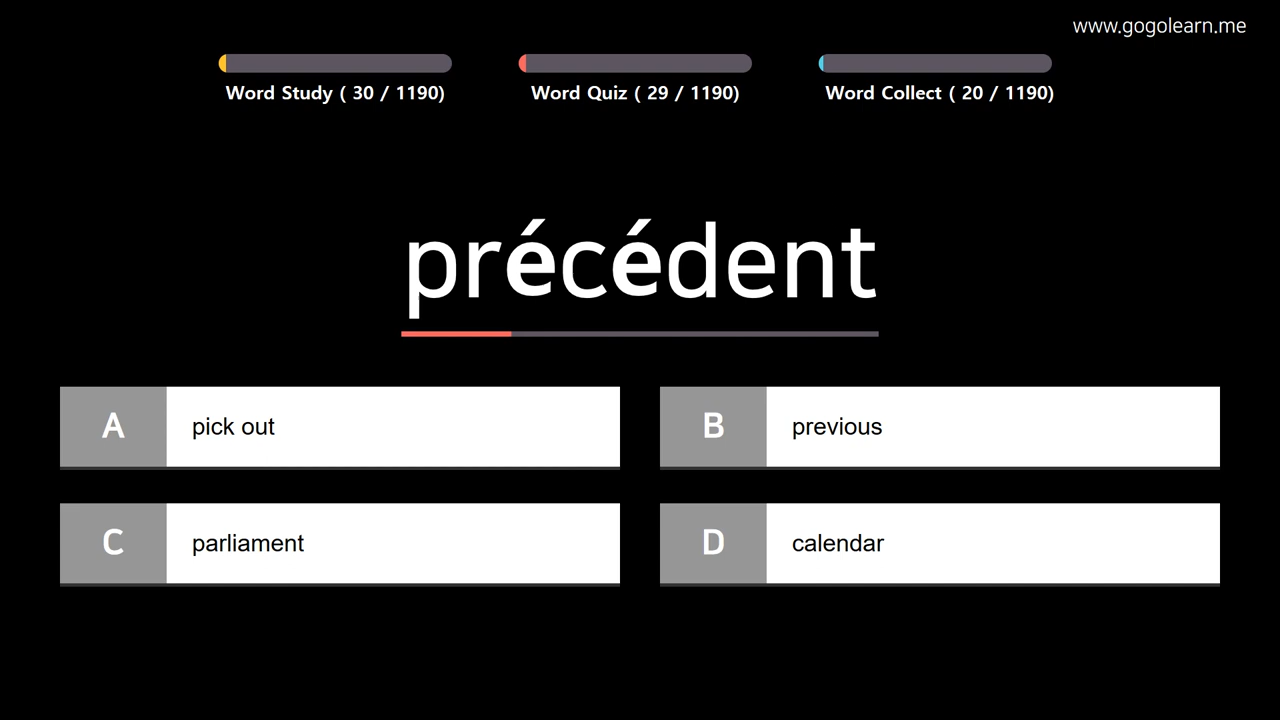 www.gogolearn.me
Word Study ( 30 / 1190)
Word Quiz ( 29 / 1190)
Word Collect ( 20 / 1190)
précédent
A pick out
B previous
C parliament
D calendar